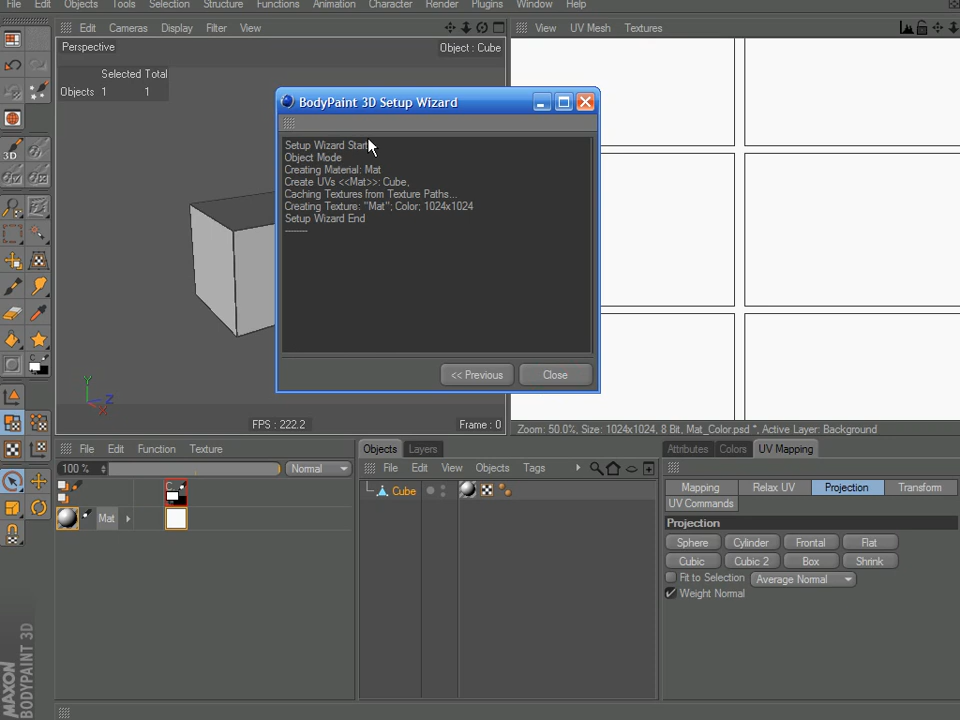 File Edit Objects Tools Selection Structure Functions Animation Character Render Plugins Window Help
Edit Cameras Display Filter View
View UV Mesh Textures
Perspective
Object : Cube
Selected Total
Objects 1 1
BodyPaint 3D Setup Wizard
Setup Wizard Start
Object Mode
Creating Material: Mat
Create UVs <<Mat>>: Cube,
Caching Textures from Texture Paths...
Creating Texture: "Mat"; Color; 1024x1024
Setup Wizard End
-------
<< Previous Close
3D
Y
Z
X
FPS : 222.2
Frame : 0
Zoom: 50.0%, Size: 1024x1024, 8 Bit, Mat_Color.psd *, Active Layer: Background
File Edit Function Texture
100 % Normal
C
Mat
Objects Layers
File Edit View Objects Tags
Cube
Attributes Colors UV Mapping
Mapping Relax UV Projection Transform
UV Commands
Projection
Sphere Cylinder Frontal Flat
Cubic Cubic 2 Box Shrink
Fit to Selection Average Normal
Weight Normal
MAXON
BODYPAINT 3D